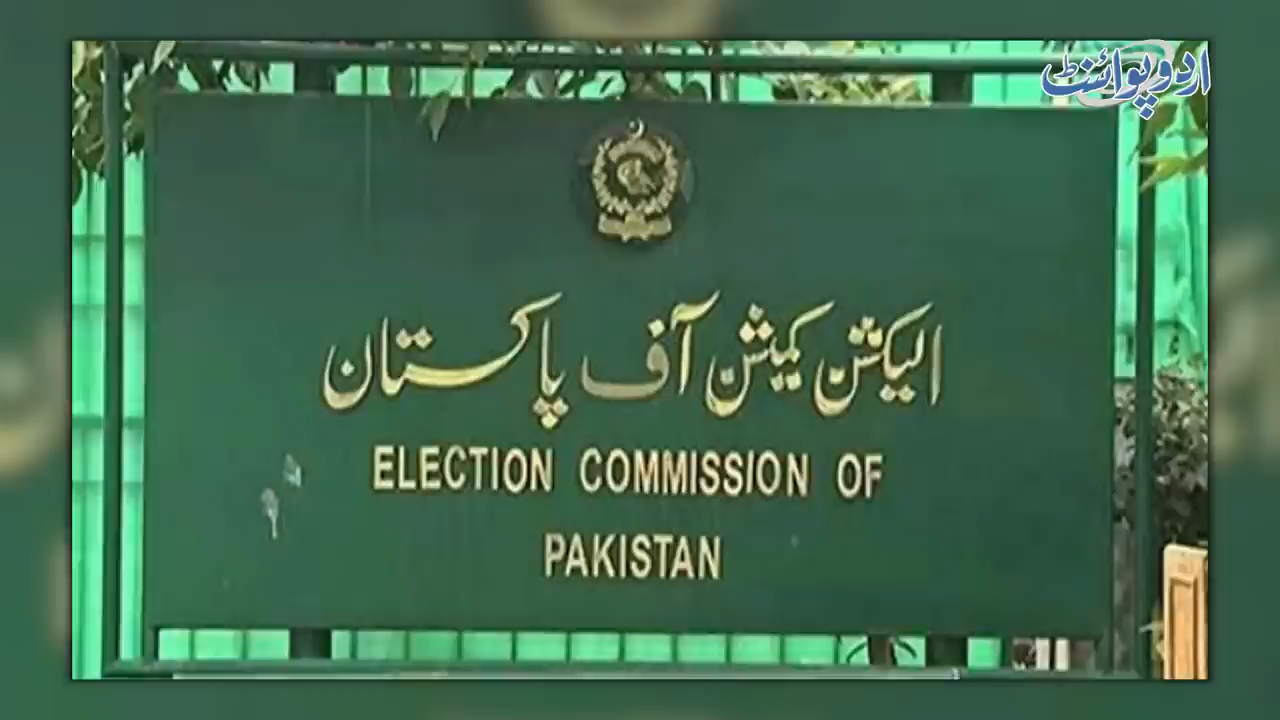 اردو پوائنٹ
الیکشن کمیشن آف پاکستان
ELECTION COMMISSION OF
PAKISTAN